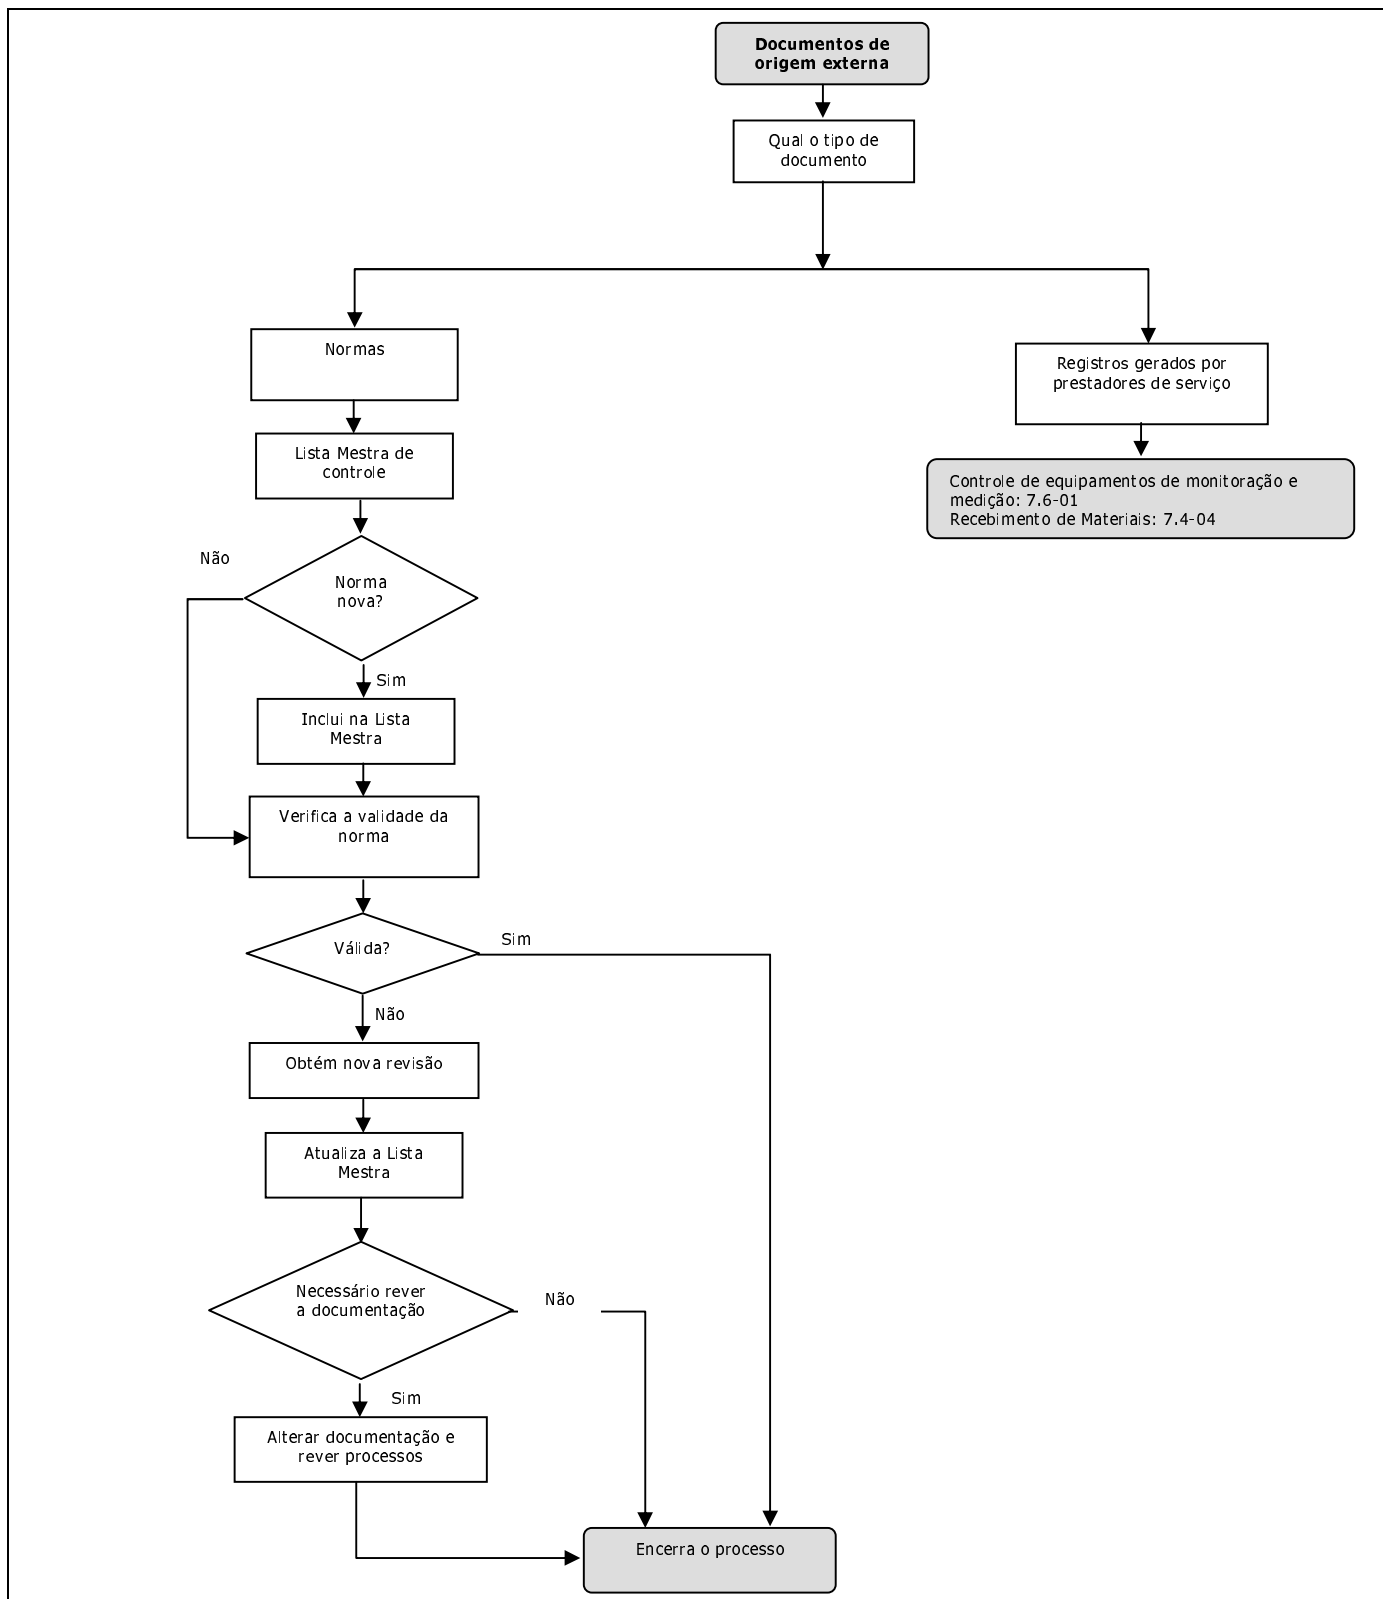 Documentos de
origem externa
Qual o tipo de
documento
Normas
Registros gerados por
prestadores de serviço
Lista Mestra de
controle
Controle de equipamentos de monitoração e
medição: 7.6-01
Recebimento de Materiais: 7.4-04
Não
Norma
nova?
Sim
Inclui na Lista
Mestra
Verifica a validade da
norma
Válida?
Sim
Não
Obtém nova revisão
Atualiza a Lista
Mestra
Necessário rever
a documentação
Não
Sim
Alterar documentação e
rever processos
Encerra o processo